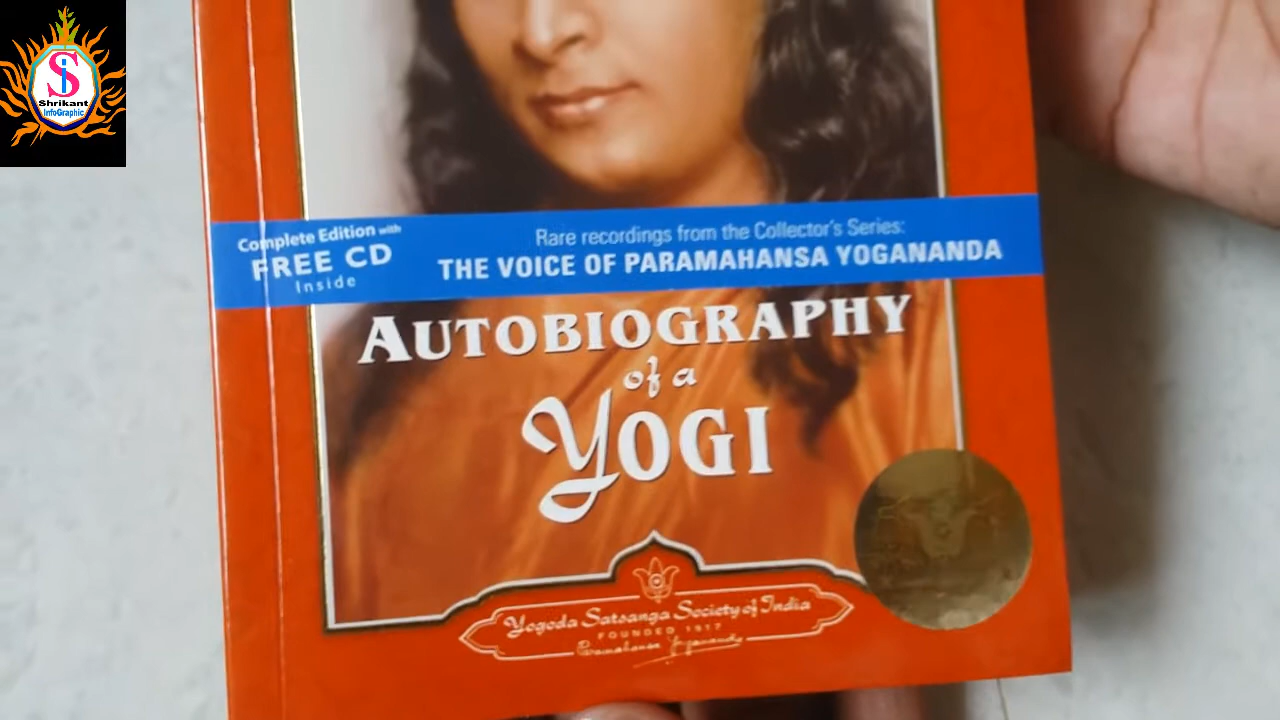 Si
Shrikant
InfoGraphic
Complete Edition with
FREE CD
Inside
Rare recordings from the Collector's Series:
THE VOICE OF PARAMAHANSA YOGANANDA
AUTOBIOGRAPHY
of a
YOGI
Yogoda Satsanga Society of India
FOUNDED 1917
Paramahansa Yogananda